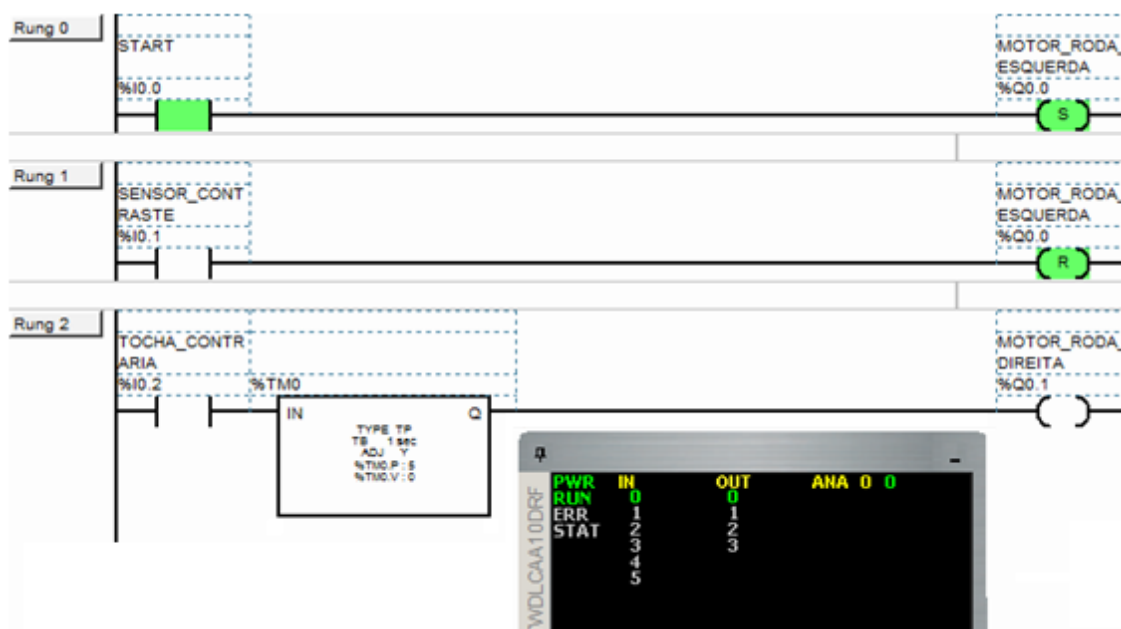 Rung 0
START
%I0.0
MOTOR_RODA_
ESQUERDA
%Q0.0
S
Rung 1
SENSOR_CONT
RASTE
%I0.1
MOTOR_RODA_
ESQUERDA
%Q0.0
R
Rung 2
TOCHA_CONTR
ARIA
%I0.2
%TM0
IN Q
TYPE TP
TB 1 sec
ADJ Y
%TM0.P : 5
%TM0.V : 0
MOTOR_RODA_
DIREITA
%Q0.1
TWDLCAA10DRF
PWR IN OUT ANA 0 0
RUN 0 0
ERR 1 1
STAT 2 2
3 3
4
5